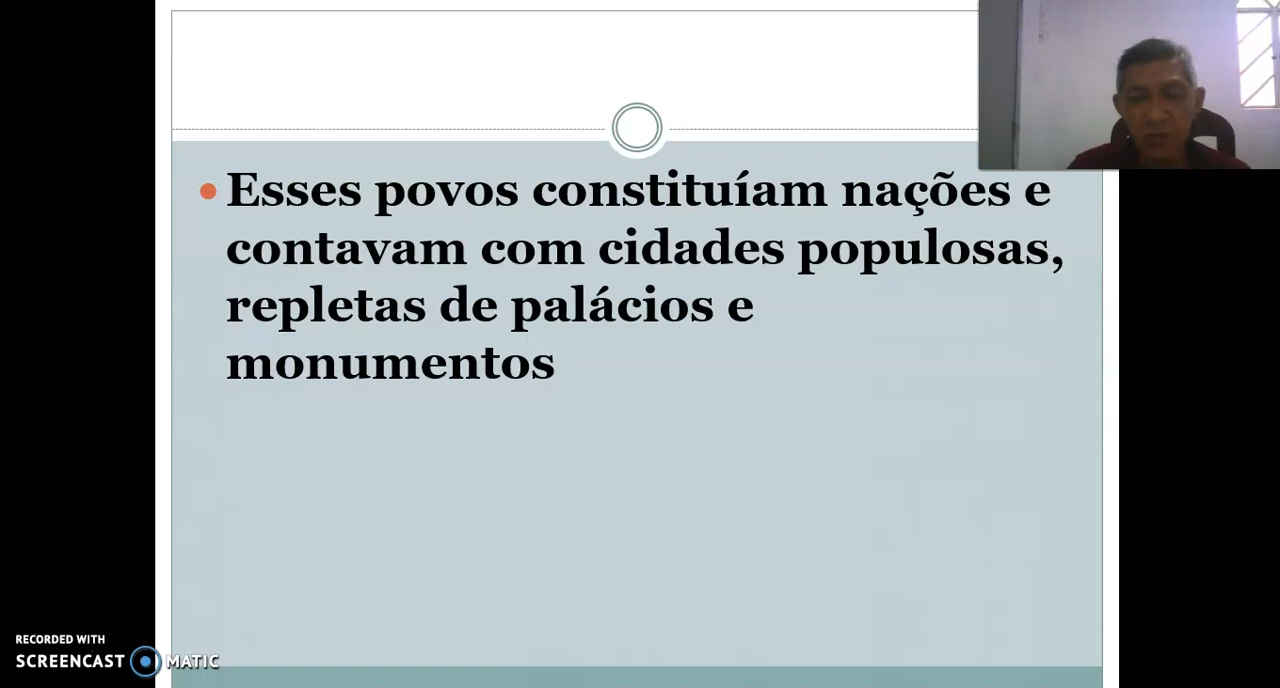 Esses povos constituíam nações e
contavam com cidades populosas,
repletas de palácios e
monumentos
RECORDED WITH
SCREENCAST MATIC